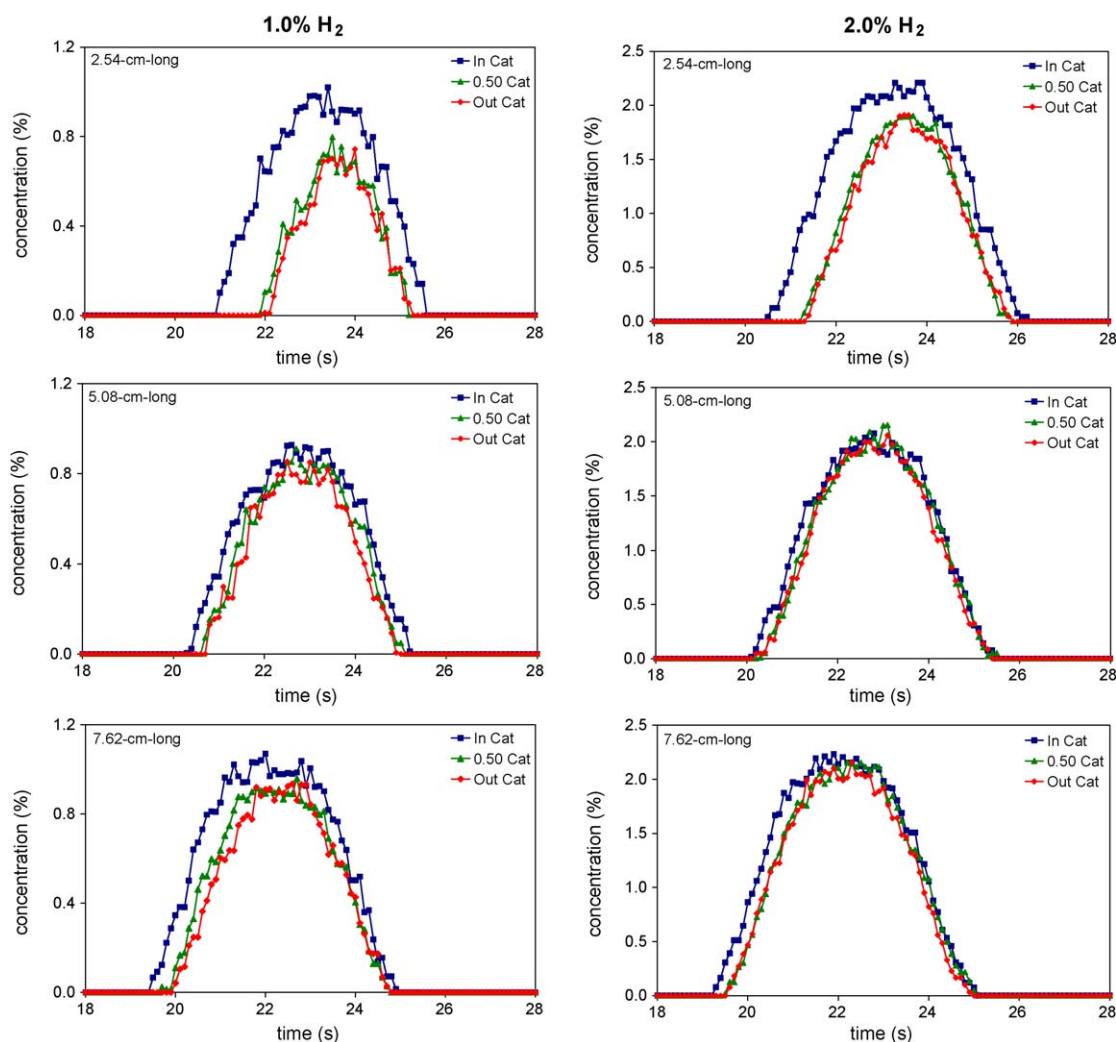 1.0% H2
2.0% H2
2.54-cm-long
In Cat
0.50 Cat
Out Cat
concentration (%)
1.2
0.8
0.4
0.0
18 20 22 24 26 28
time (s)
2.54-cm-long
In Cat
0.50 Cat
Out Cat
concentration (%)
2.5
2.0
1.5
1.0
0.5
0.0
18 20 22 24 26 28
time (s)
5.08-cm-long
In Cat
0.50 Cat
Out Cat
concentration (%)
1.2
0.8
0.4
0.0
18 20 22 24 26 28
time (s)
5.08-cm-long
In Cat
0.50 Cat
Out Cat
concentration (%)
2.5
2.0
1.5
1.0
0.5
0.0
18 20 22 24 26 28
time (s)
7.62-cm-long
In Cat
0.50 Cat
Out Cat
concentration (%)
1.2
0.8
0.4
0.0
18 20 22 24 26 28
time (s)
7.62-cm-long
In Cat
0.50 Cat
Out Cat
concentration (%)
2.5
2.0
1.5
1.0
0.5
0.0
18 20 22 24 26 28
time (s)